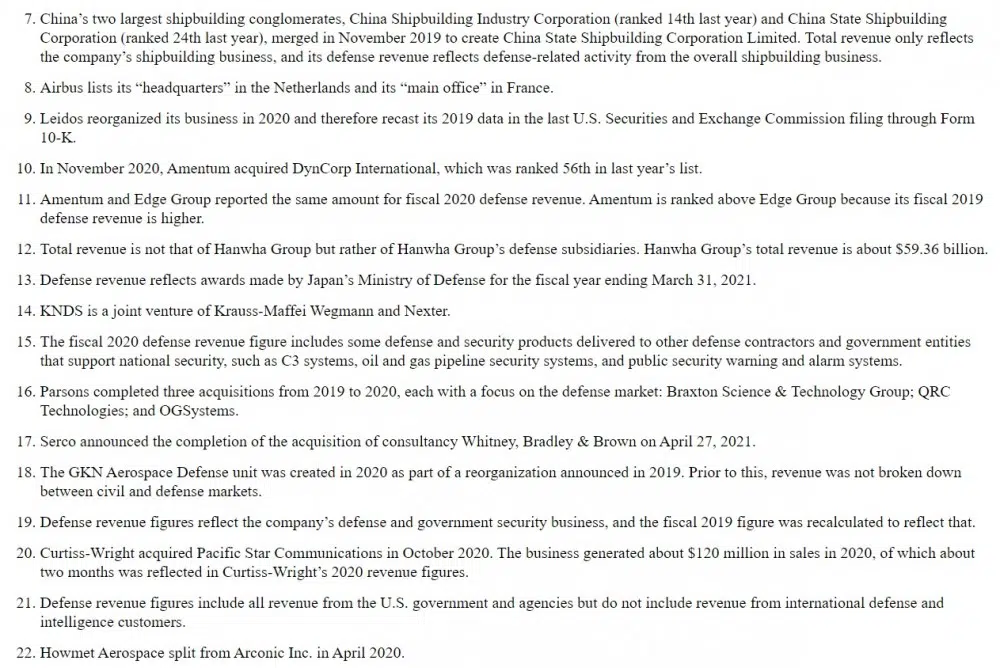 7. China’s two largest shipbuilding conglomerates, China Shipbuilding Industry Corporation (ranked 14th last year) and China State Shipbuilding
Corporation (ranked 24th last year), merged in November 2019 to create China State Shipbuilding Corporation Limited. Total revenue only reflects
the company’s shipbuilding business, and its defense revenue reflects defense-related activity from the overall shipbuilding business.
8. Airbus lists its “headquarters” in the Netherlands and its “main office” in France.
9. Leidos reorganized its business in 2020 and therefore recast its 2019 data in the last U.S. Securities and Exchange Commission filing through Form
10-K.
10. In November 2020, Amentum acquired DynCorp International, which was ranked 56th in last year’s list.
11. Amentum and Edge Group reported the same amount for fiscal 2020 defense revenue. Amentum is ranked above Edge Group because its fiscal 2019
defense revenue is higher.
12. Total revenue is not that of Hanwha Group but rather of Hanwha Group’s defense subsidiaries. Hanwha Group’s total revenue is about $59.36 billion.
13. Defense revenue reflects awards made by Japan’s Ministry of Defense for the fiscal year ending March 31, 2021.
14. KNDS is a joint venture of Krauss-Maffei Wegmann and Nexter.
15. The fiscal 2020 defense revenue figure includes some defense and security products delivered to other defense contractors and government entities
that support national security, such as C3 systems, oil and gas pipeline security systems, and public security warning and alarm systems.
16. Parsons completed three acquisitions from 2019 to 2020, each with a focus on the defense market: Braxton Science & Technology Group; QRC
Technologies; and OGSystems.
17. Serco announced the completion of the acquisition of consultancy Whitney, Bradley & Brown on April 27, 2021.
18. The GKN Aerospace Defense unit was created in 2020 as part of a reorganization announced in 2019. Prior to this, revenue was not broken down
between civil and defense markets.
19. Defense revenue figures reflect the company’s defense and government security business, and the fiscal 2019 figure was recalculated to reflect that.
20. Curtiss-Wright acquired Pacific Star Communications in October 2020. The business generated about $120 million in sales in 2020, of which about
two months was reflected in Curtiss-Wright’s 2020 revenue figures.
21. Defense revenue figures include all revenue from the U.S. government and agencies but do not include revenue from international defense and
intelligence customers.
22. Howmet Aerospace split from Arconic Inc. in April 2020.